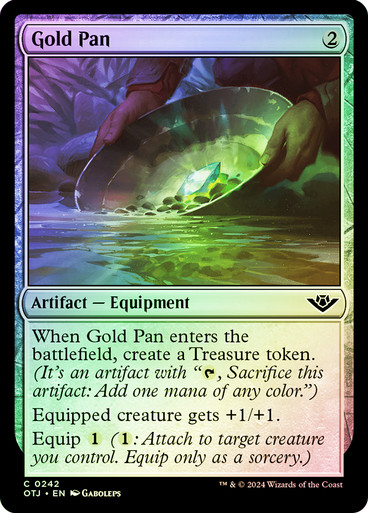 Gold Pan 2
Artifact — Equipment
When Gold Pan enters the
battlefield, create a Treasure token.
(It's an artifact with “, Sacrifice this
artifact: Add one mana of any color.”)
Equipped creature gets +1/+1.
Equip 1 (1: Attach to target creature
you control. Equip only as a sorcery.)
C 0242
OTJ • EN Gaboleps
™ & © 2024 Wizards of the Coast